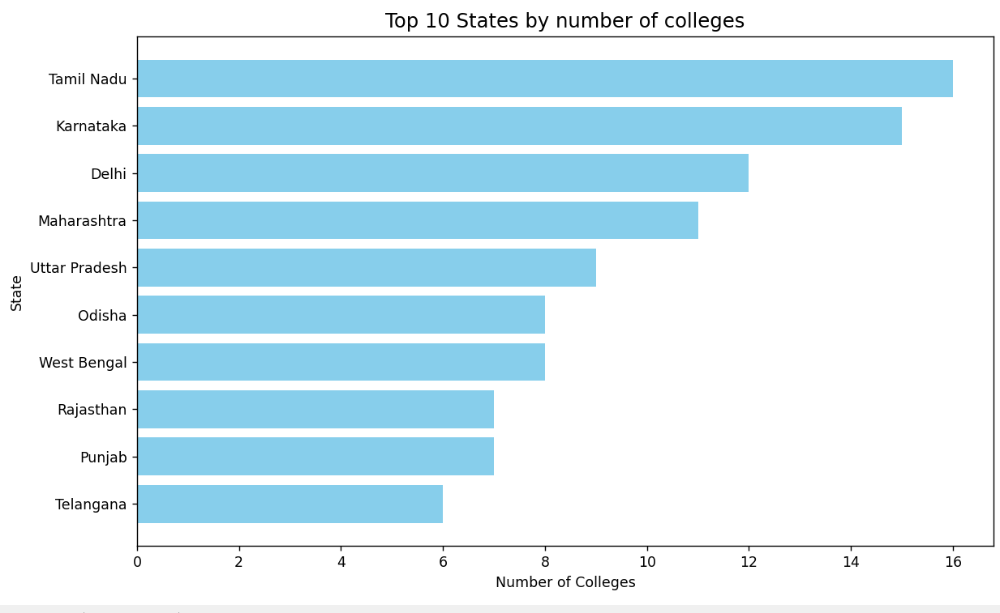 Top 10 States by number of colleges
Tamil Nadu
Karnataka
Delhi
Maharashtra
Uttar Pradesh
Odisha
West Bengal
Rajasthan
Punjab
Telangana
State
0 2 4 6 8 10 12 14 16
Number of Colleges